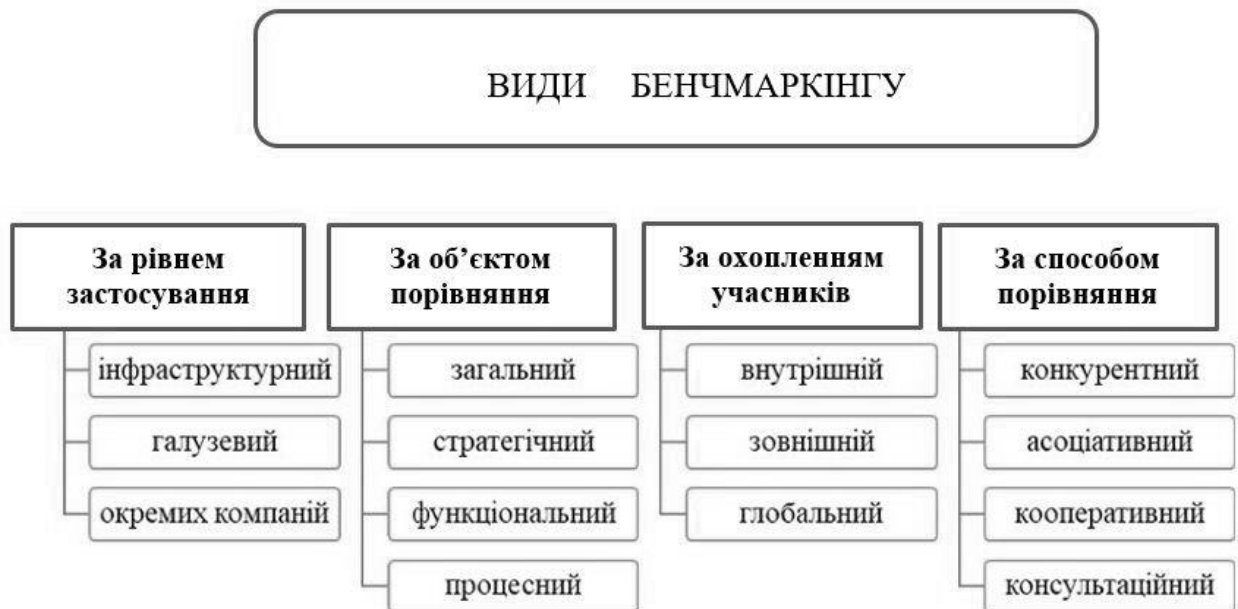 ВИДИ БЕНЧМАРКІНГУ
За рівнем
застосування
інфраструктурний
галузевий
окремих компаній
За об’єктом
порівняння
загальний
стратегічний
функціональний
процесний
За охопленням
учасників
внутрішній
зовнішній
глобальний
За способом
порівняння
конкурентний
асоціативний
кооперативний
консультаційний